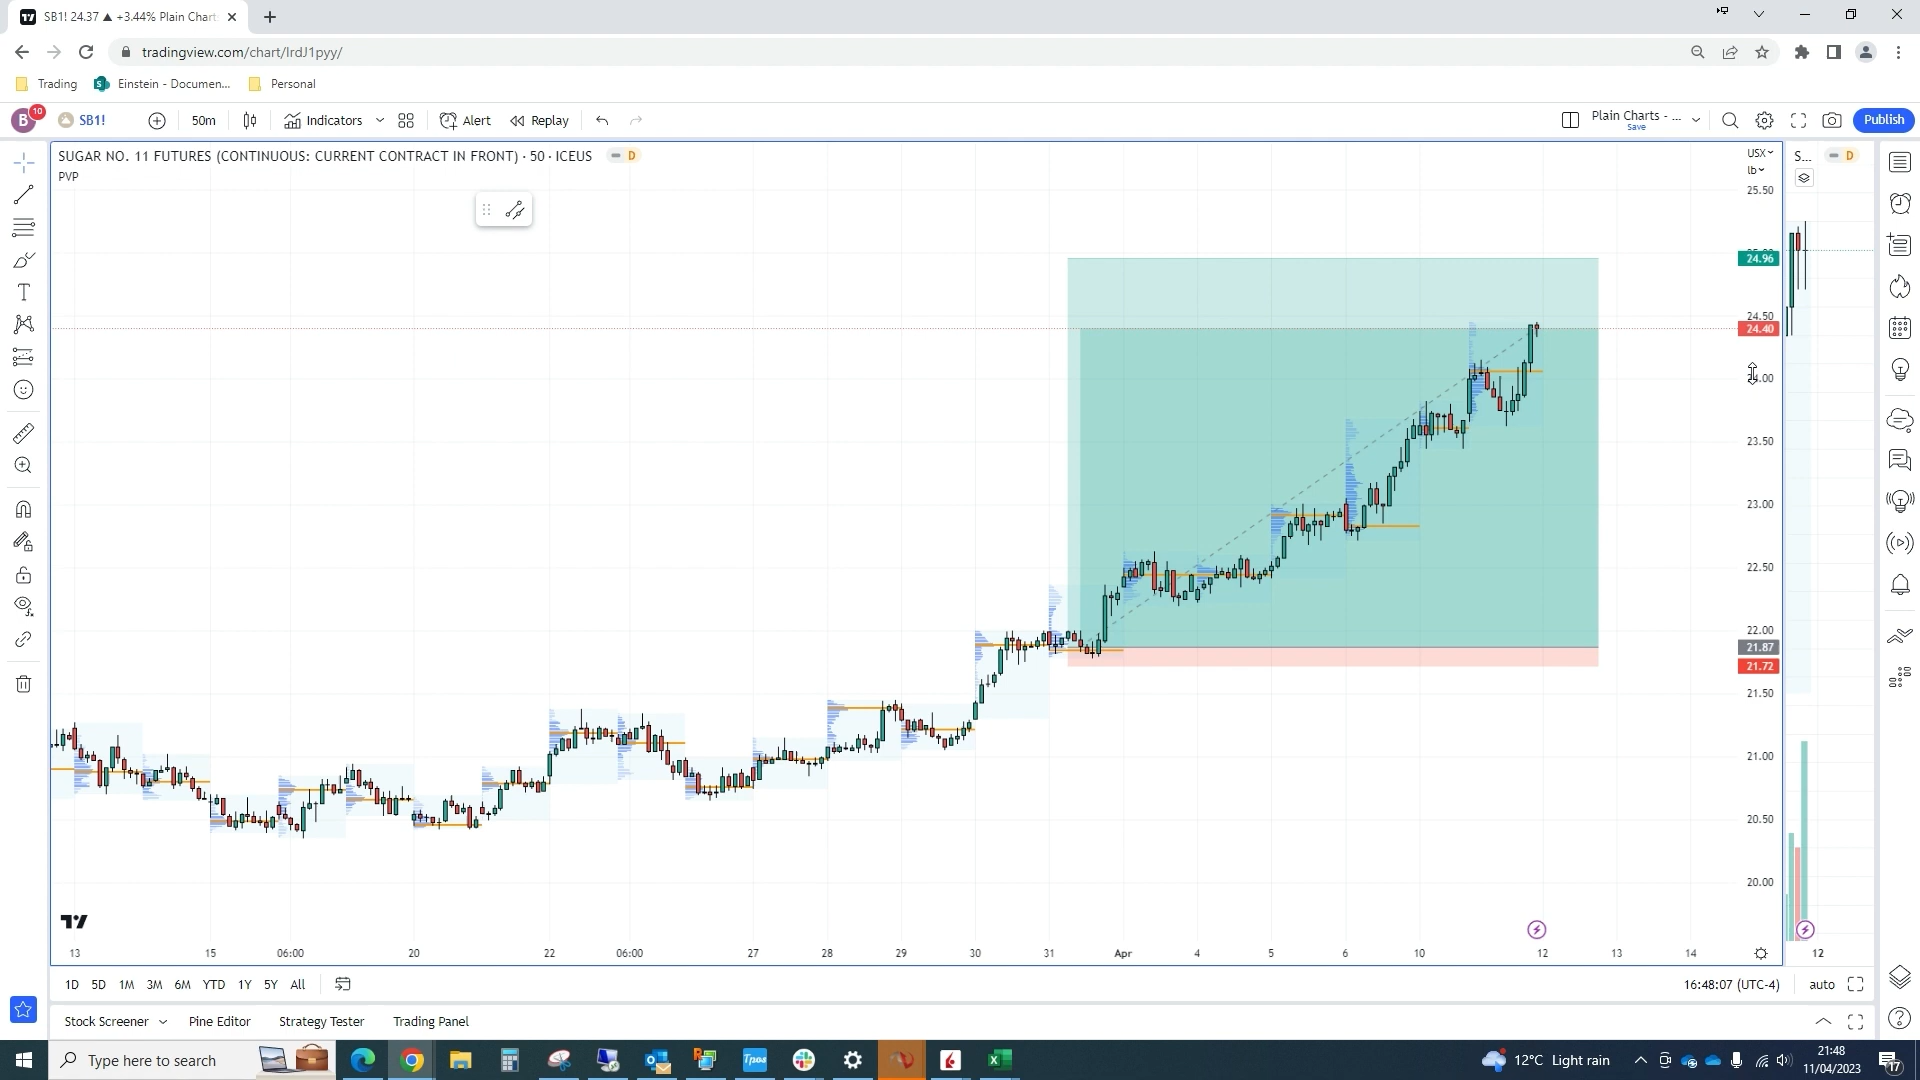 SB1! 24.37 ▲ +3.44% Plain Chart
tradingview.com/chart/IrdJ1pyy/
Trading
Einstein - Documen...
Personal
B
10
SB1!
50m
Indicators
Alert
Replay
Plain Charts - ...
Save
Publish
SUGAR NO. 11 FUTURES (CONTINUOUS: CURRENT CONTRACT IN FRONT) · 50 · ICEUS
D
PVP
USX
lb
S...
D
25.50
24.96
24.50
24.40
24.00
23.50
23.00
22.50
22.00
21.87
21.72
21.50
21.00
20.50
20.00
13
15
06:00
20
22
06:00
27
28
29
30
31
Apr
4
5
6
10
12
13
14
12
1D
5D
1M
3M
6M
YTD
1Y
5Y
All
16:48:07 (UTC-4)
auto
Stock Screener
Pine Editor
Strategy Tester
Trading Panel
Type here to search
Tpos
12°C Light rain
21:48
11/04/2023
17